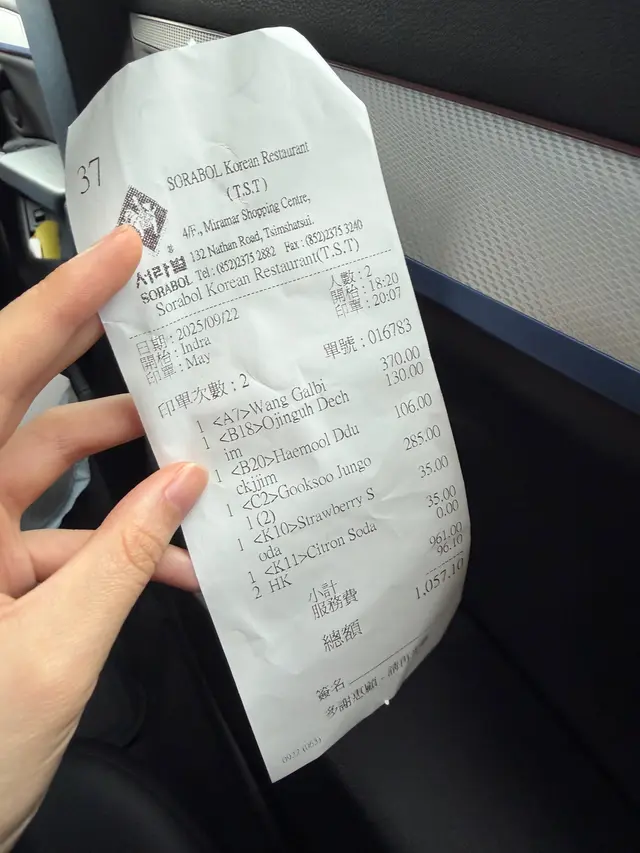 37
SORABOL Korean Restaurant
(T.S.T)
4/F., Miramar Shopping Centre,
132 Nathan Road, Tsimshatsui.
서라벌
SORABOL Tel : (852)2375 2882 Fax : (852)2375 3240
Sorabol Korean Restaurant(T.S.T)
人數 : 2
日期 : 2025/09/22 開始 : 18:20
開始 : Indra 印單 : 20:07
印單 : May
單號 : 016783
印單次數 : 2
1 <A7>Wang Galbi 370.00
1 <B18>Ojinguh Dech 130.00
im
1 <B20>Haemool Ddu 106.00
ckjjim
1 <C2>Gooksoo Jungo 285.00
1 (2)
1 <K10>Strawberry S 35.00
oda
1 <K11>Citron Soda 35.00
2 HK 0.00
小計 961.00
服務費 96.10
總額 1,057.10
簽名
多謝惠顧，請再
0922 (063)